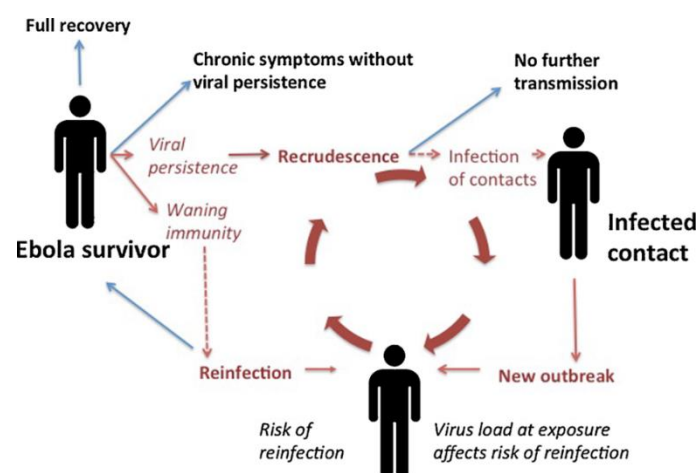 Full recovery
Chronic symptoms without
viral persistence
No further
transmission
Viral
persistence
Recrudescence
Infection
of contacts
Waning
immunity
Ebola survivor
Infected
contact
Reinfection
New outbreak
Risk of
reinfection
Virus load at exposure
affects risk of reinfection